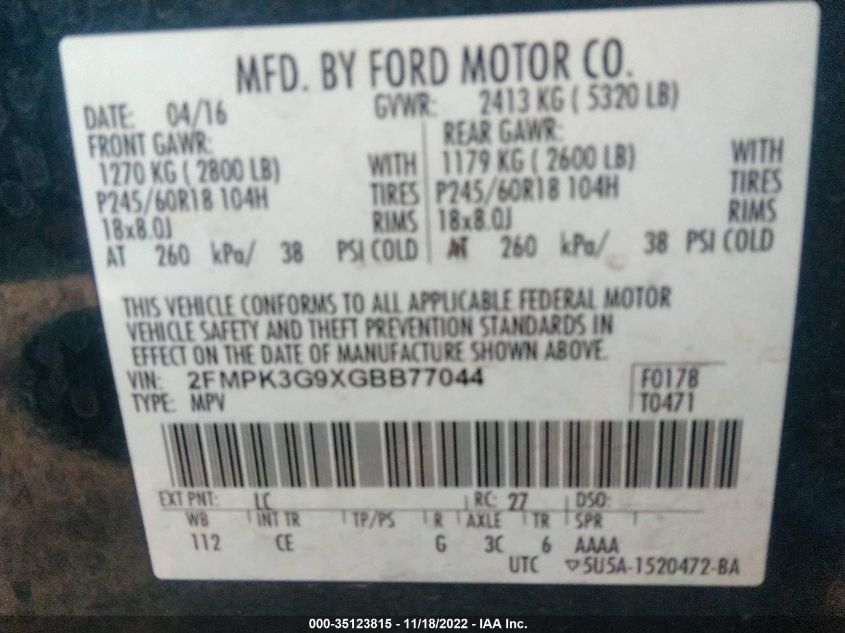 MFD. BY FORD MOTOR CO.
DATE: 04/16 GVWR: 2413 KG ( 5320 LB)
FRONT GAWR: REAR GAWR:
1270 KG ( 2800 LB) WITH 1179 KG ( 2600 LB) WITH
P245/60R18 104H TIRES P245/60R18 104H TIRES
18x8.0J RIMS 18x8.0J RIMS
AT 260 kPa/ 38 PSI COLD AT 260 kPa/ 38 PSI COLD
THIS VEHICLE CONFORMS TO ALL APPLICABLE FEDERAL MOTOR
VEHICLE SAFETY AND THEFT PREVENTION STANDARDS IN
EFFECT ON THE DATE OF MANUFACTURE SHOWN ABOVE.
VIN: 2FMPK3G9XGBB77044 F0178
TYPE: MPV T0471
EXT PNT: LC RC: 27 DSO:
WB INT TR TP/PS R AXLE TR SPR
112 CE G 3C 6 AAAA
UTC ▽5U5A-1520472-BA
000-35123815 - 11/18/2022 - IAA Inc.